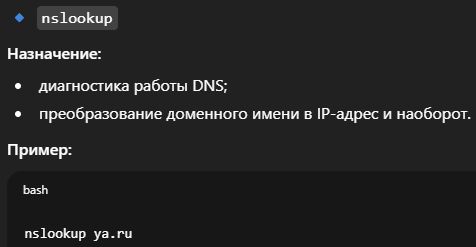 nslookup
Назначение:
• диагностика работы DNS;
• преобразование доменного имени в IP-адрес и наоборот.
Пример:
bash
nslookup ya.ru